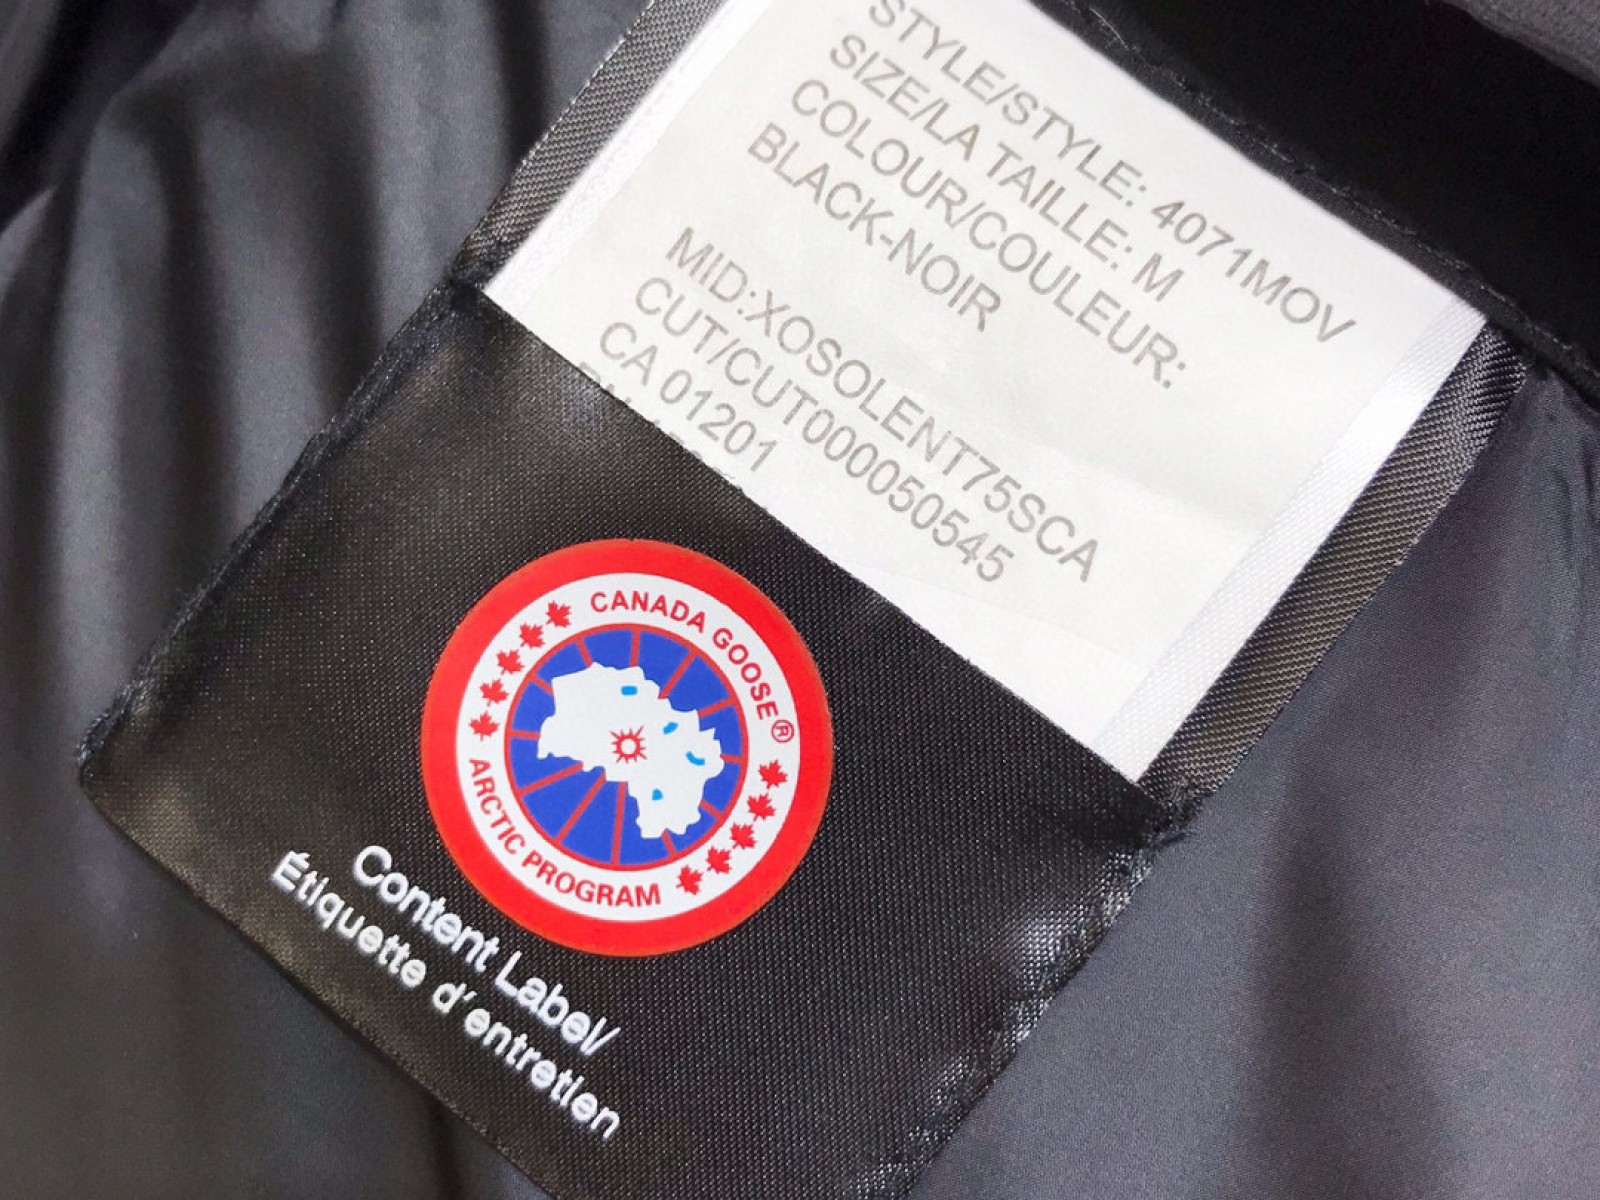 STYLE/STYLE: 4071MOV
SIZE/LA TAILLE: M
COLOUR/COULEUR:
BLACK-NOIR
MID:XOSOLENT75SCA
CUT/CUT000050545
CA 01201
CANADA GOOSE®
ARCTIC PROGRAM
Content Label/
Étiquette d'entretien